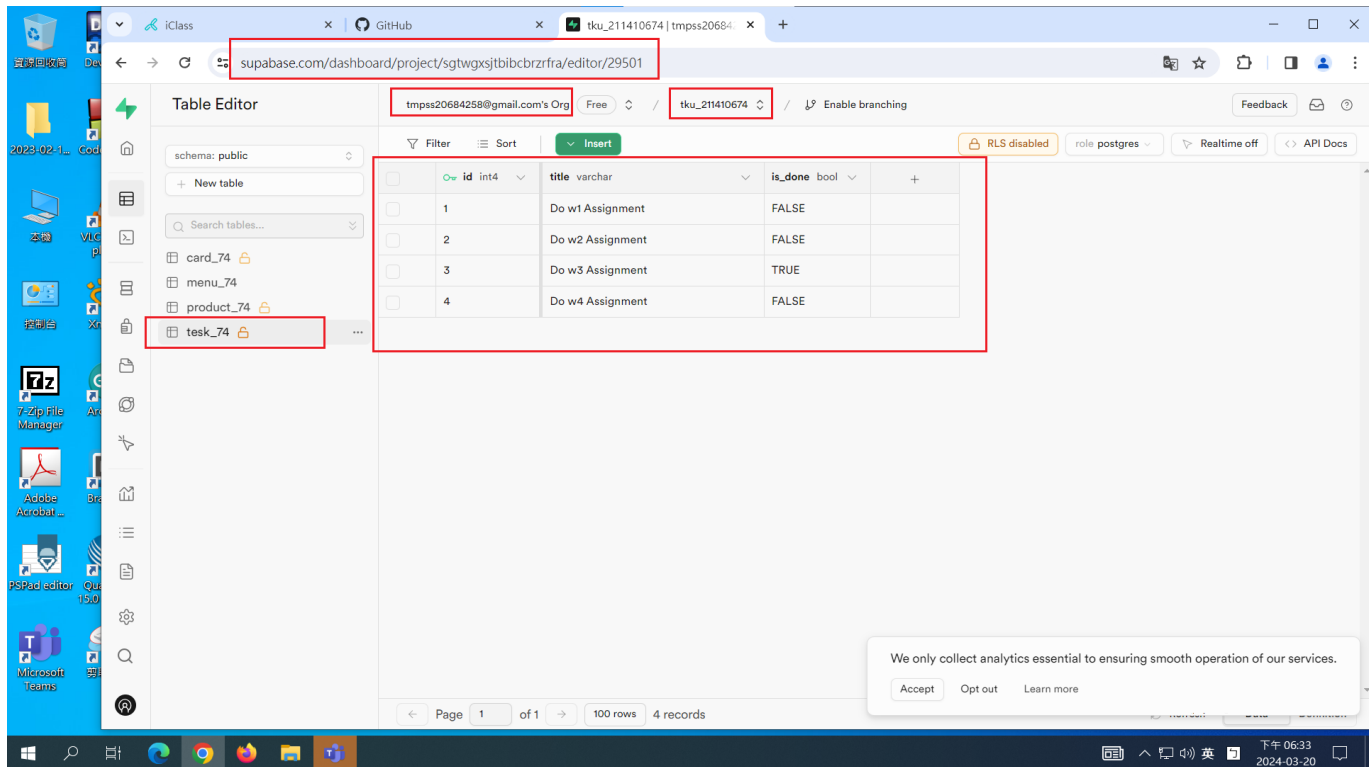 iClass
GitHub
tku_211410674 | tmpss20684
supabase.com/dashboard/project/sgtwgxsjtbibcbrzrfra/editor/29501
資源回收筒
2023-02-1...
本機
控制台
7-Zip File
Manager
Adobe
Acrobat ...
PSPad editor
15.0
Microsoft
Teams
Table Editor
tmpss20684258@gmail.com's Org
Free
/
tku_211410674
/
Enable branching
Feedback
schema: public
New table
Search tables...
card_74
menu_74
product_74
tesk_74
Filter
Sort
Insert
RLS disabled
role postgres
Realtime off
API Docs
id int4
title varchar
is_done bool
1
Do w1 Assignment
FALSE
2
Do w2 Assignment
FALSE
3
Do w3 Assignment
TRUE
4
Do w4 Assignment
FALSE
We only collect analytics essential to ensuring smooth operation of our services.
Accept
Opt out
Learn more
Page 1 of 1
100 rows
4 records
英
下午 06:33
2024-03-20